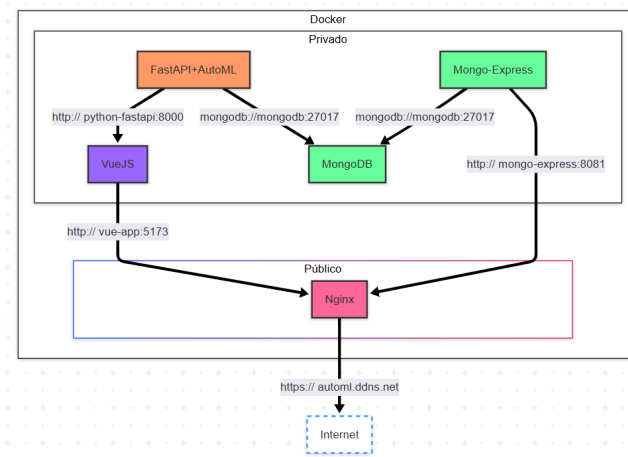 Docker
Privado
FastAPI+AutoML
Mongo-Express
http:// python-fastapi:8000
mongodb://mongodb:27017
mongodb://mongodb:27017
VueJS
MongoDB
http:// mongo-express:8081
http:// vue-app:5173
Público
Nginx
https:// automl.ddns.net
Internet